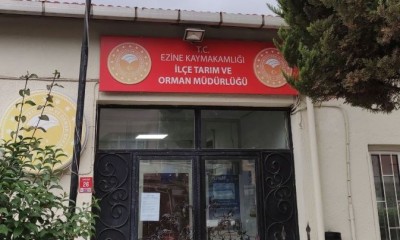 T.C.
EZİNE KAYMAKAMLIĞI
İLÇE TARIM VE
ORMAN MÜDÜRLÜĞÜ